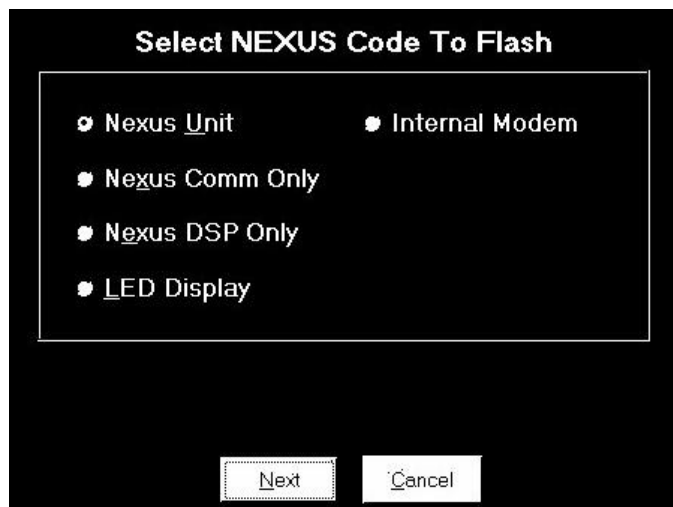 Select NEXUS Code To Flash
Nexus Unit
Internal Modem
Nexus Comm Only
Nexus DSP Only
LED Display
Next
Cancel